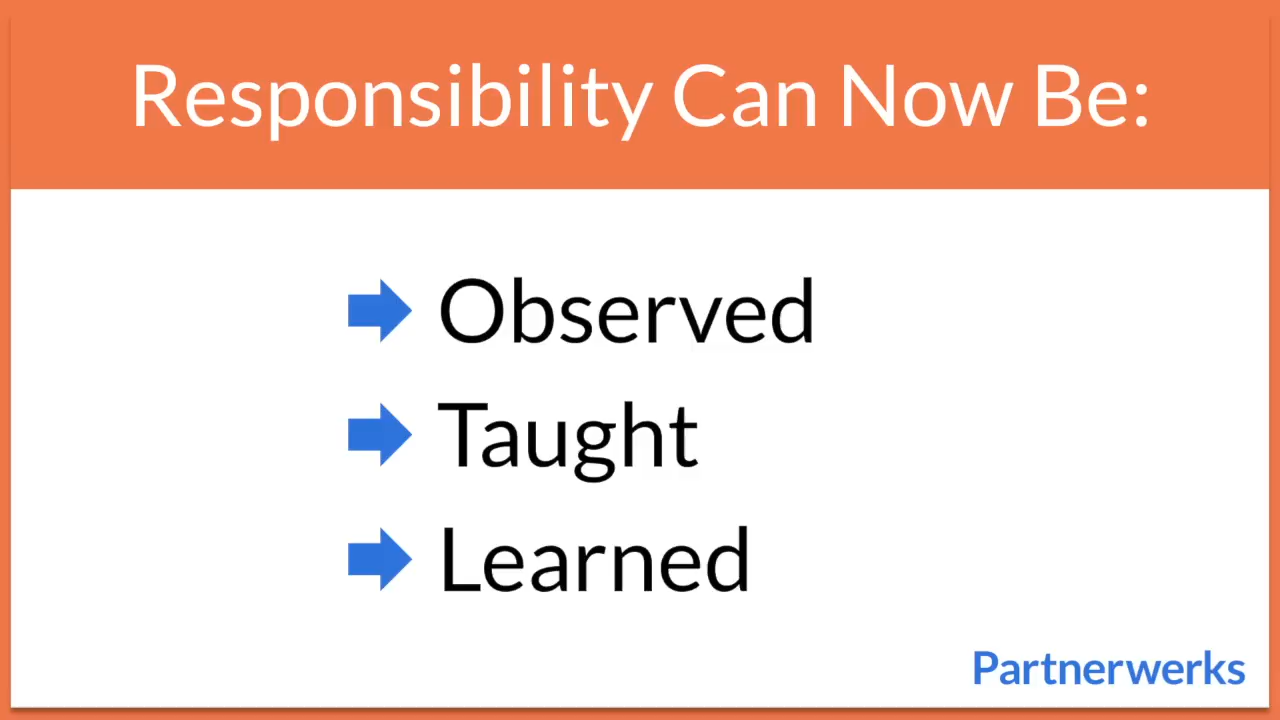 Responsibility Can Now Be:
Observed
Taught
Learned
Partnerwerks